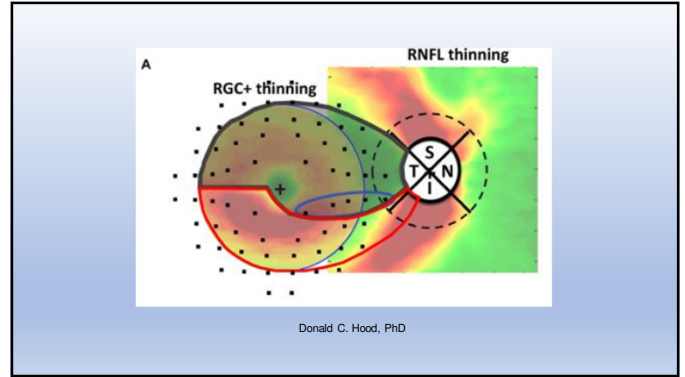 A
RNFL thinning
RGC+ thinning
S
T N
I
Donald C. Hood, PhD